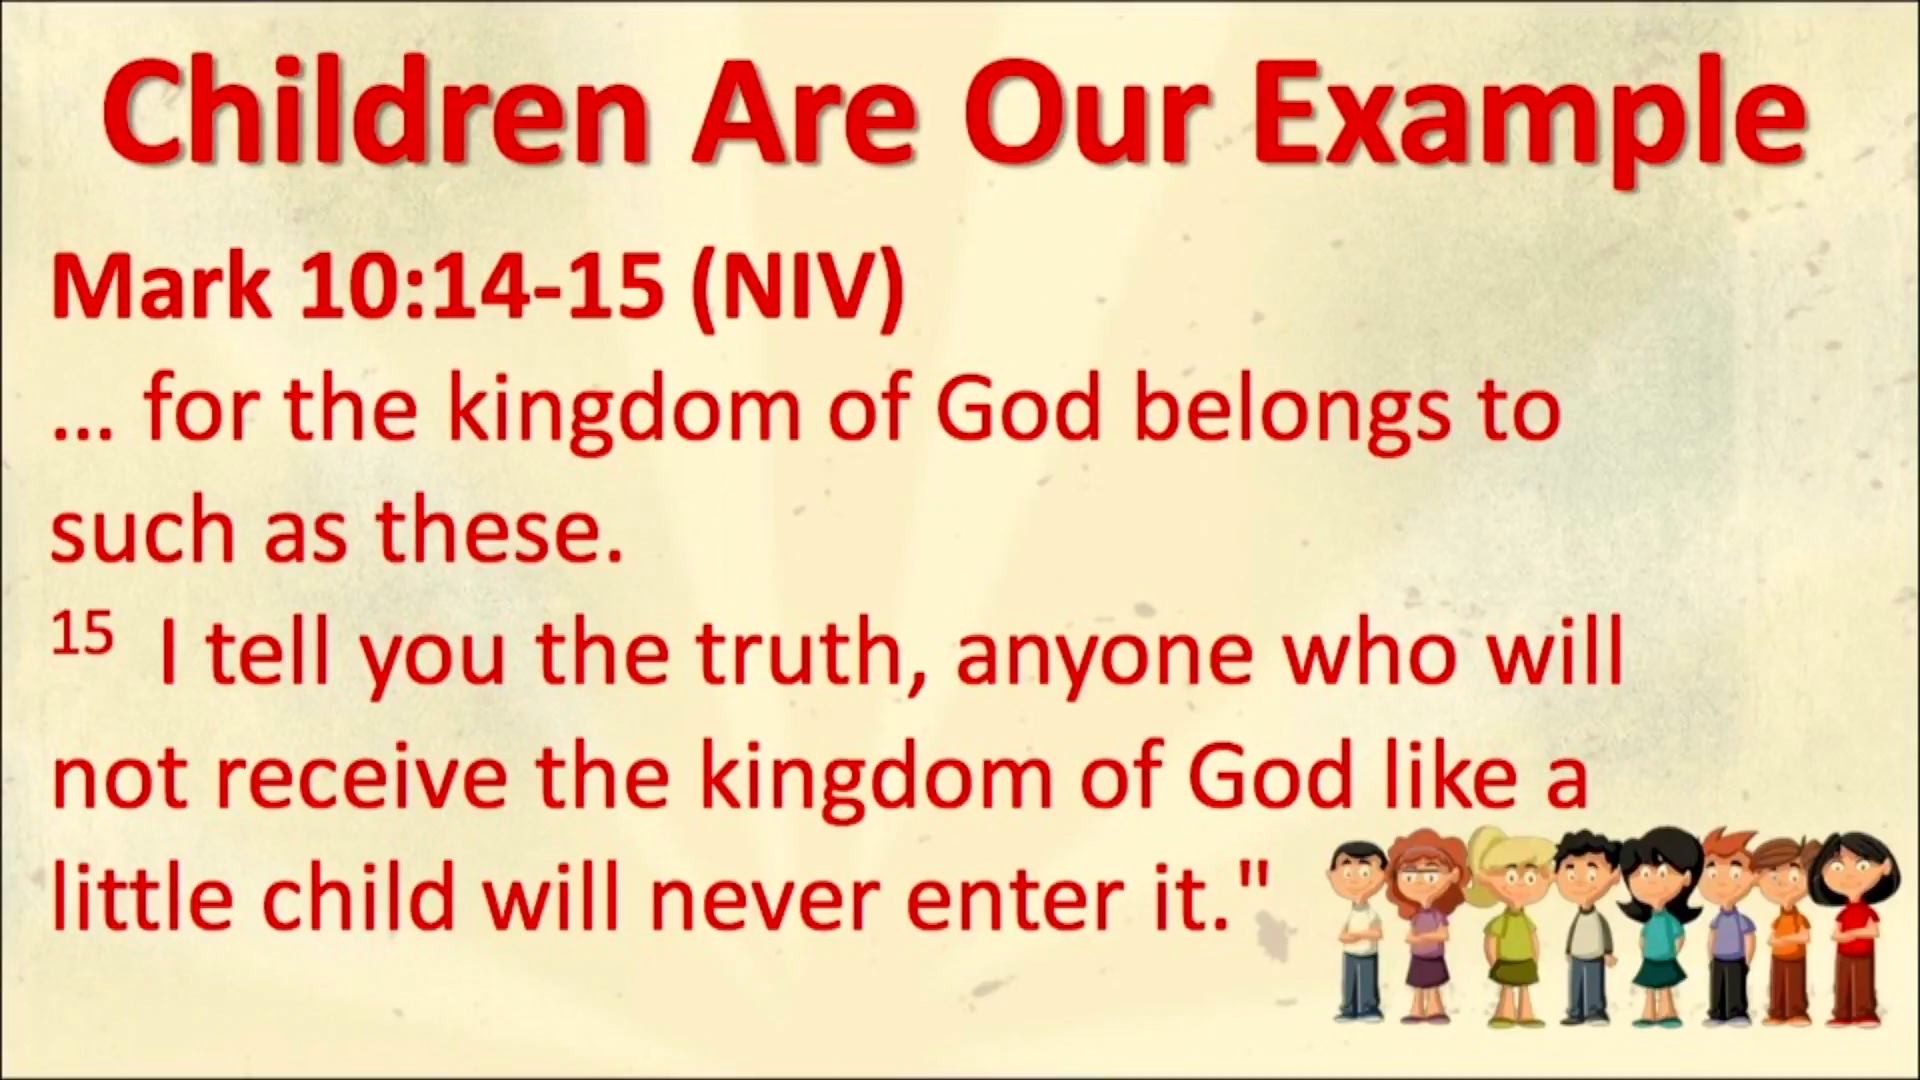 Children Are Our Example
Mark 10:14-15 (NIV)
... for the kingdom of God belongs to
such as these.
15 I tell you the truth, anyone who will
not receive the kingdom of God like a
little child will never enter it."